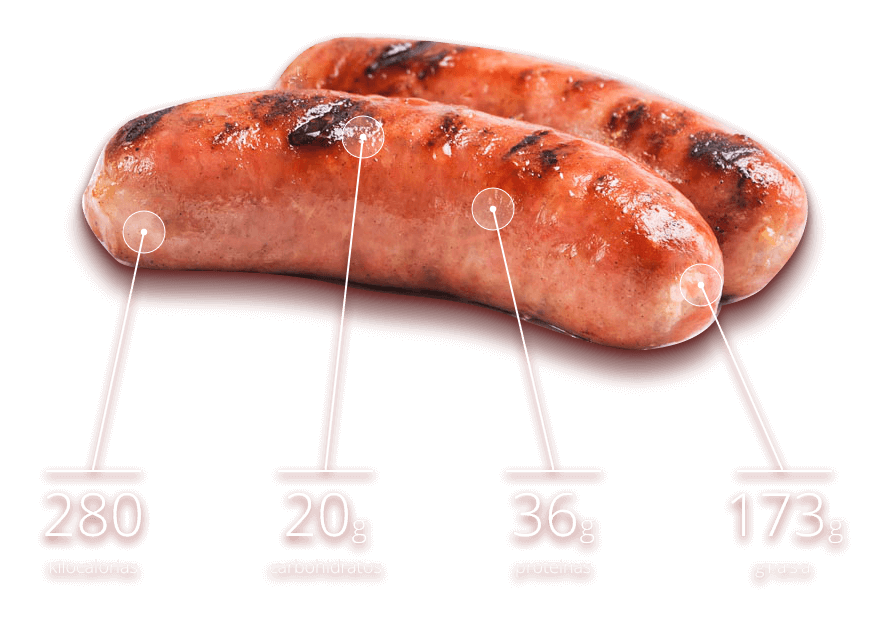 280
kilocalorías
20g
carbohidratos
36g
proteínas
173g
grasa